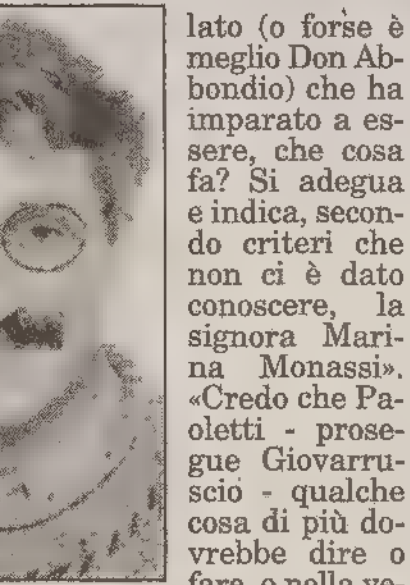 lato (o forse è
meglio Don Ab-
bondio) che ha
imparato a es-
sere, che cosa
fa? Si adegua
e indica, secon-
do criteri che
non ci è dato
conoscere, la
signora Mari-
na Monassi».
«Credo che Pa-
oletti - prose-
gue Giovarru-
scio - qualche
cosa di più do-
vrebbe dire o